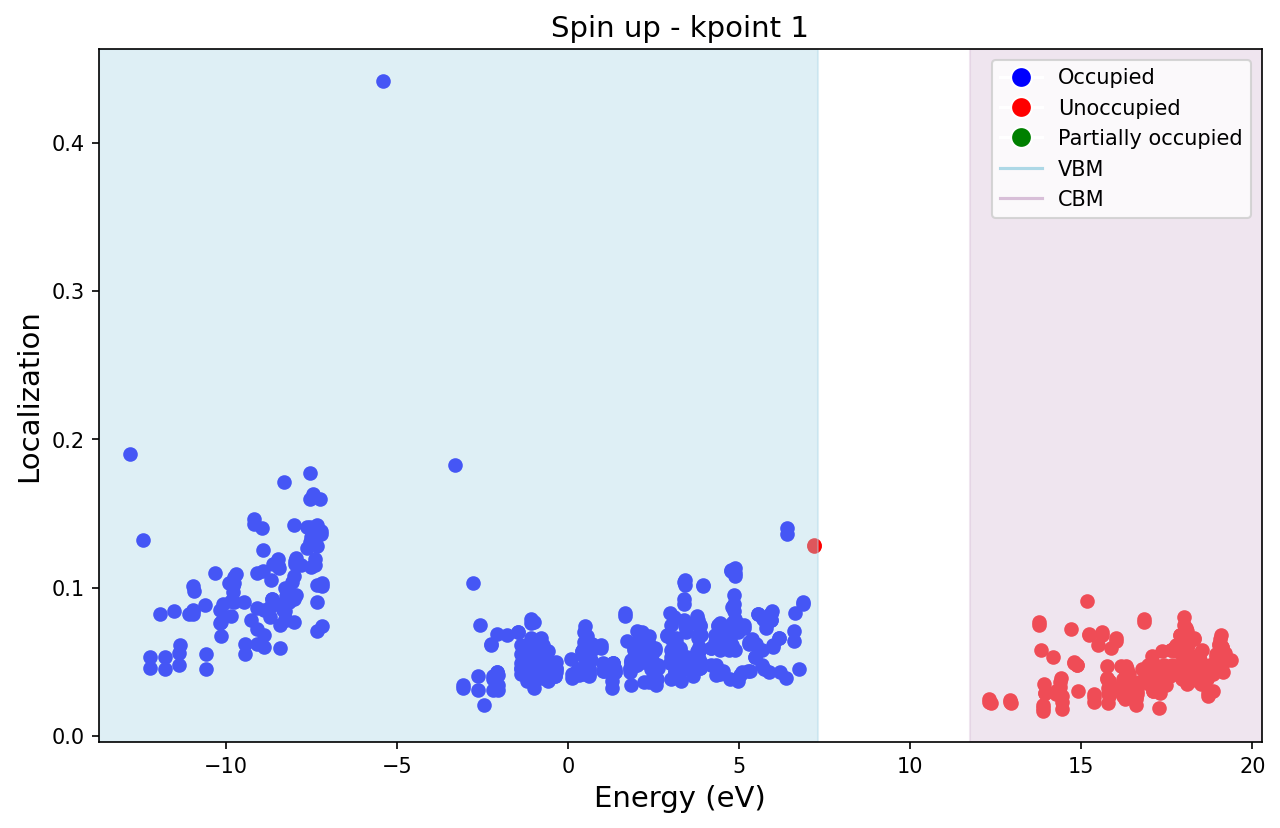 Spin up - kpoint 1
Occupied
Unoccupied
Partially occupied
VBM
CBM
Localization
0.4
0.3
0.2
0.1
0.0
−10
−5
0
5
10
15
20
Energy (eV)